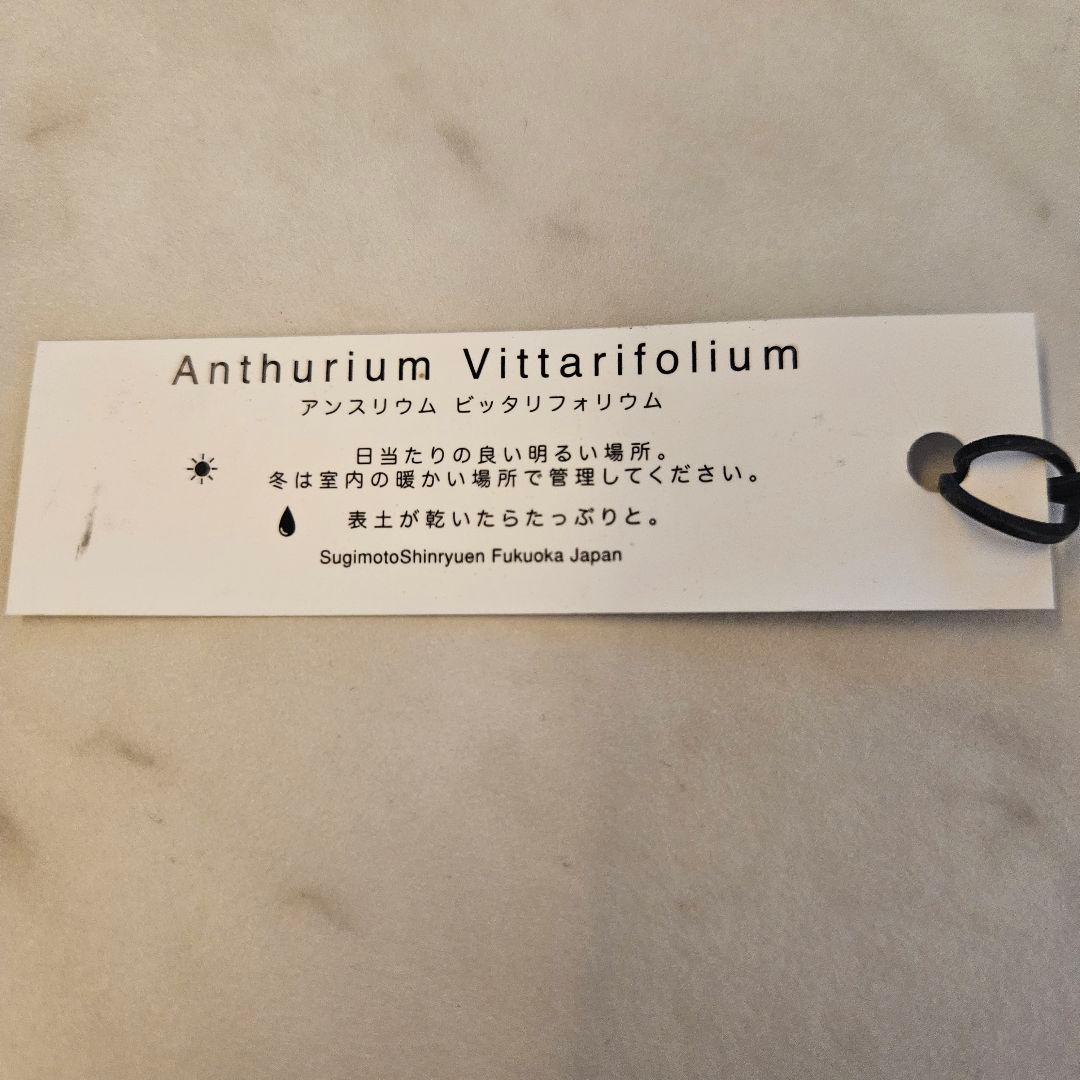 Anthurium Vittarifolium
アンスリウム ビッタリフォリウム
日当たりの良い明るい場所。
冬は室内の暖かい場所で管理してください。
表土が乾いたらたっぷりと。
SugimotoShinryuen Fukuoka Japan